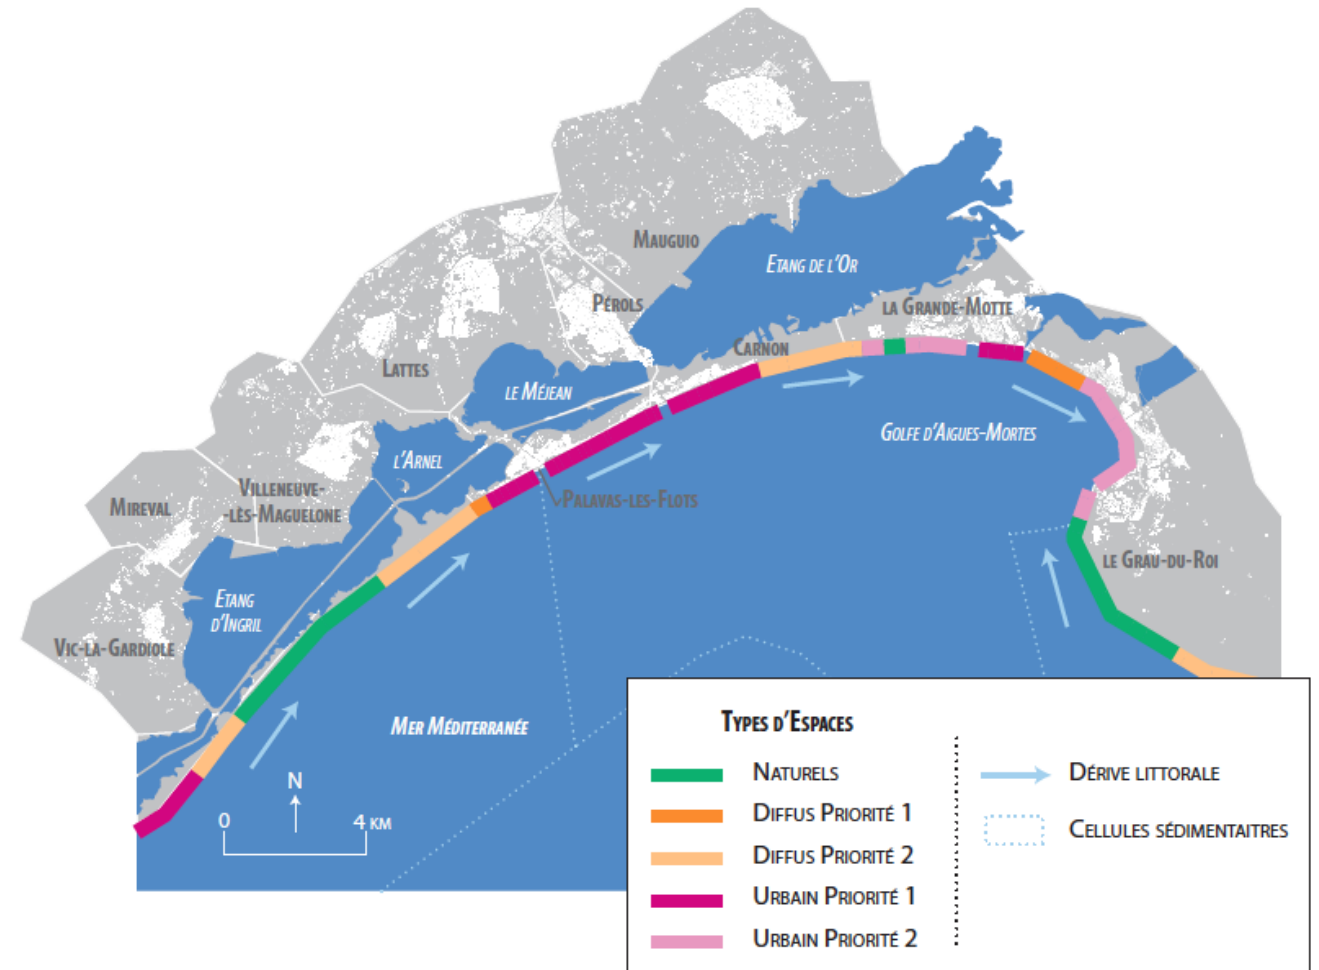 Mauguio
Etang de l'Or
Pérols
la Grande-Motte
Carnon
Lattes
le Méjean
Golfe d'Aigues-Mortes
l'Arnel
Villeneuve-
-lès-Maguelone
Mireval
Palavas-les-Flots
le Grau-du-Roi
Etang
d'Ingril
Vic-la-Gardiole
Mer Méditerranée
N
0
4 km
Types d'Espaces
Naturels
Diffus Priorité 1
Diffus Priorité 2
Urbain Priorité 1
Urbain Priorité 2
Dérive littorale
Cellules sédimentaitres